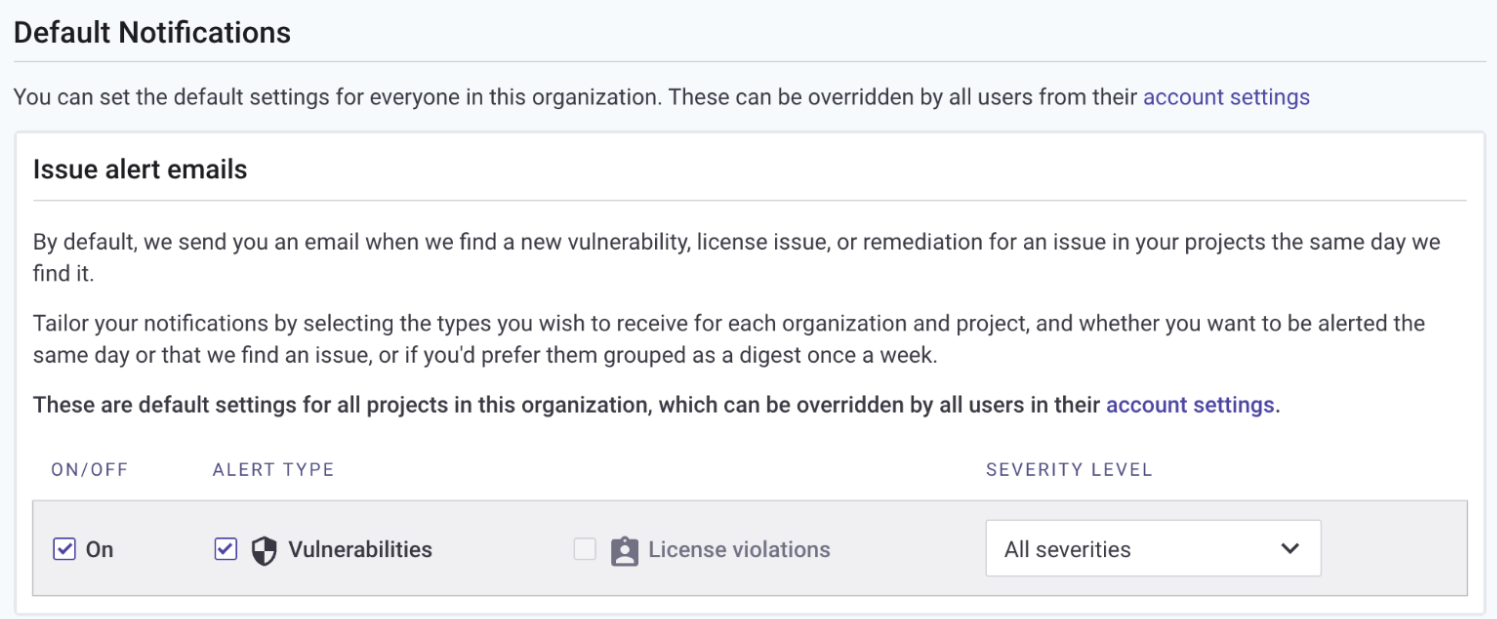 Default Notifications
You can set the default settings for everyone in this organization. These can be overridden by all users from their account settings
Issue alert emails
By default, we send you an email when we find a new vulnerability, license issue, or remediation for an issue in your projects the same day we
find it.
Tailor your notifications by selecting the types you wish to receive for each organization and project, and whether you want to be alerted the
same day or that we find an issue, or if you'd prefer them grouped as a digest once a week.
These are default settings for all projects in this organization, which can be overridden by all users in their account settings.
ON/OFF ALERT TYPE SEVERITY LEVEL
On Vulnerabilities License violations All severities